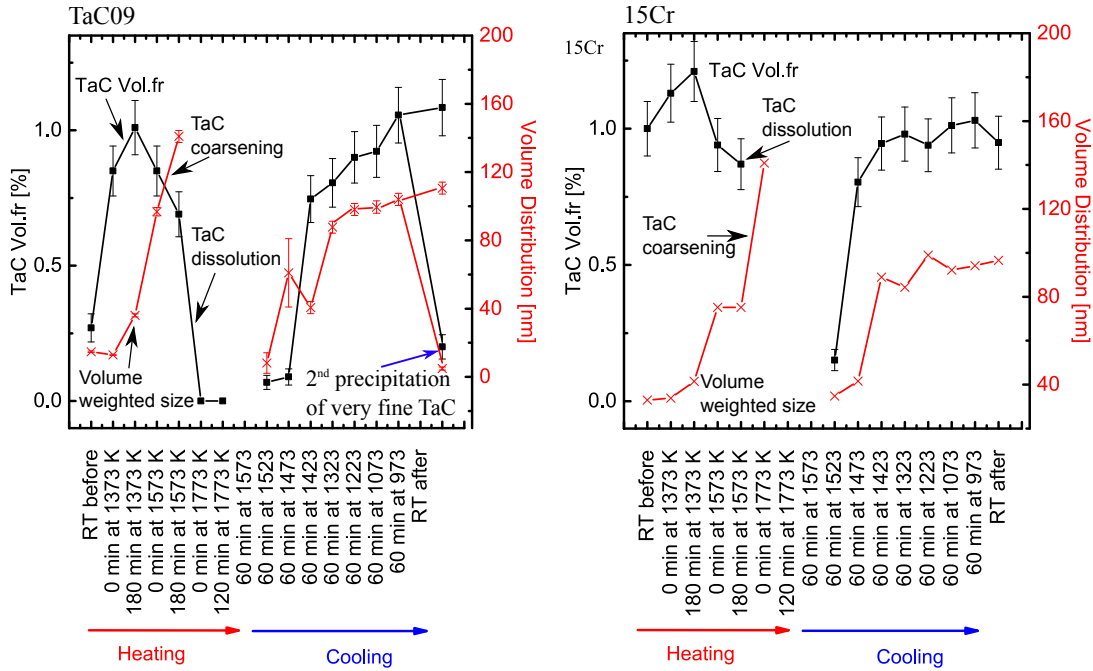 TaC09
TaC Vol.fr
TaC
coarsening
TaC
dissolution
Volume
weighted size
2nd precipitation
of very fine TaC
TaC Vol.fr [%]
1.0
0.5
0.0
200
160
120
80
40
0
Volume Distribution [nm]
RT before
0 min at 1373 K
180 min at 1373 K
0 min at 1573 K
180 min at 1573 K
0 min at 1773 K
120 min at 1773 K
60 min at 1573
60 min at 1523
60 min at 1473
60 min at 1423
60 min at 1323
60 min at 1223
60 min at 1073
60 min at 973
RT after
Heating
Cooling
15Cr
15Cr
TaC Vol.fr
TaC
dissolution
TaC
coarsening
Volume
weighted size
TaC Vol.fr [%]
1.0
0.5
0.0
200
160
120
80
40
Volume Distribution [nm]
RT before
0 min at 1373 K
180 min at 1373 K
0 min at 1573 K
180 min at 1573 K
0 min at 1773 K
120 min at 1773 K
60 min at 1573
60 min at 1523
60 min at 1473
60 min at 1423
60 min at 1323
60 min at 1223
60 min at 1073
60 min at 973
RT after
Heating
Cooling